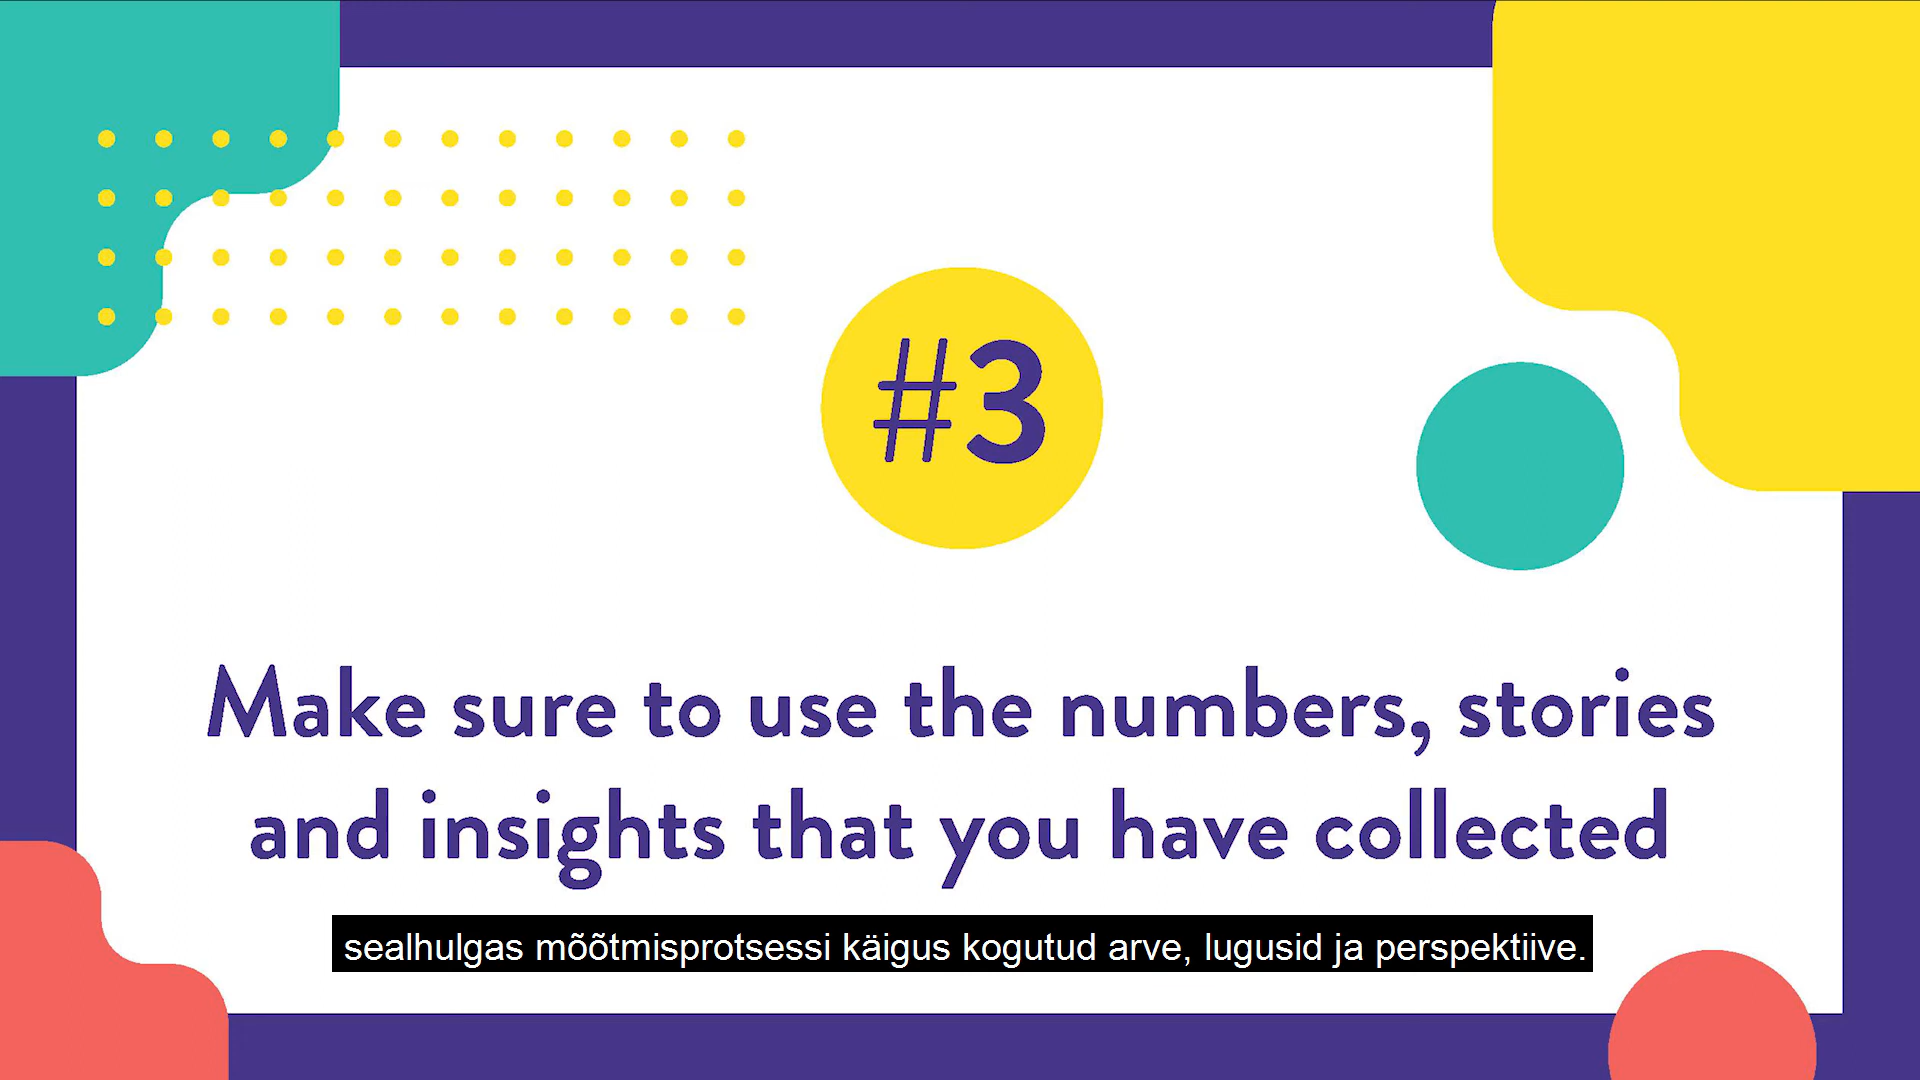 #3
Make sure to use the numbers, stories
and insights that you have collected
sealhulgas mõõtmisprotsessi käigus kogutud arve, lugusid ja perspektiive.